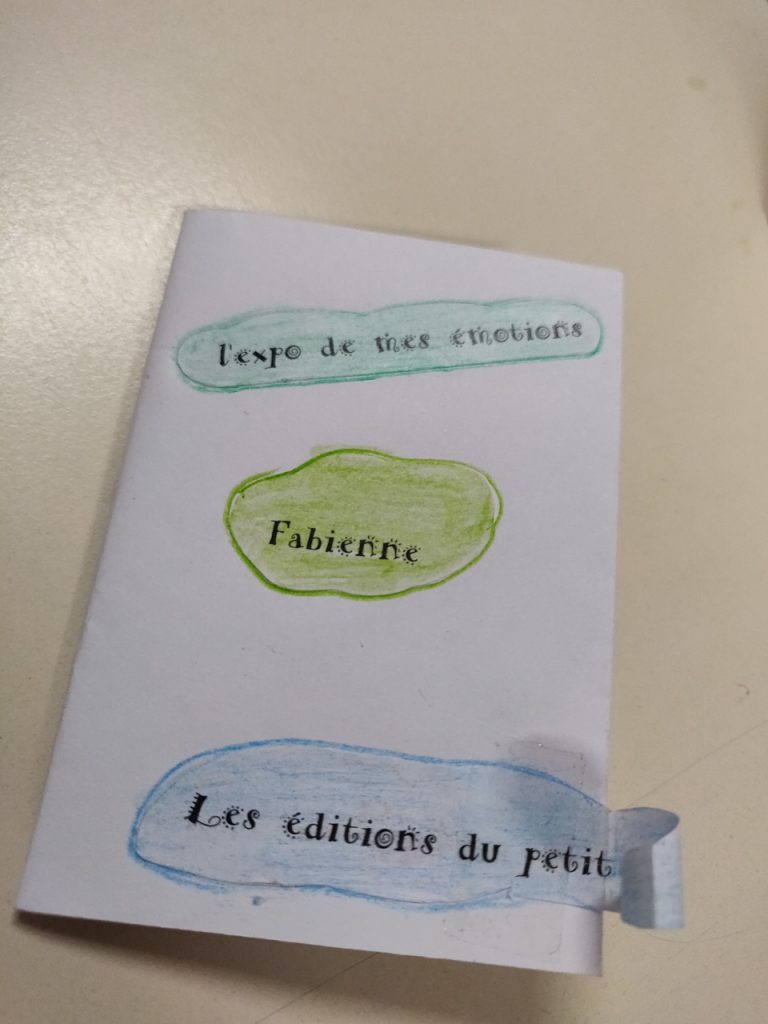 l'expo de mes émotions
Fabienne
Les éditions du petit